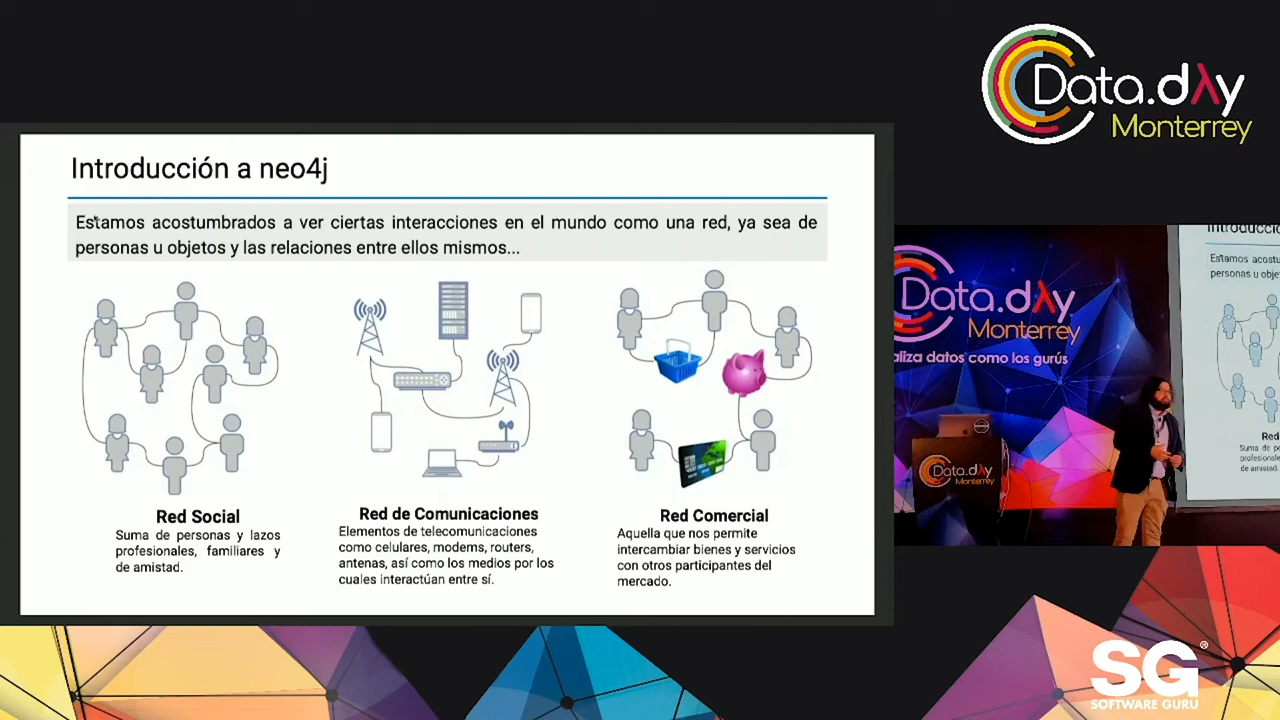 Data.dλy
Monterrey
Introducción a neo4j
Estamos acostumbrados a ver ciertas interacciones en el mundo como una red, ya sea de
personas u objetos y las relaciones entre ellos mismos...
Red Social
Suma de personas y lazos
profesionales, familiares y
de amistad.
Red de Comunicaciones
Elementos de telecomunicaciones
como celulares, modems, routers,
antenas, así como los medios por los
cuales interactúan entre sí.
Red Comercial
Aquella que nos permite
intercambiar bienes y servicios
con otros participantes del
mercado.
Data.dλy
Monterrey
aliza datos como los gurús
Data.dλy
Monterrey
Introducció
Estamos acostu
personas u obje
Red
Suma de pe
profesionale
de amistad.
SG®
SOFTWARE GURU